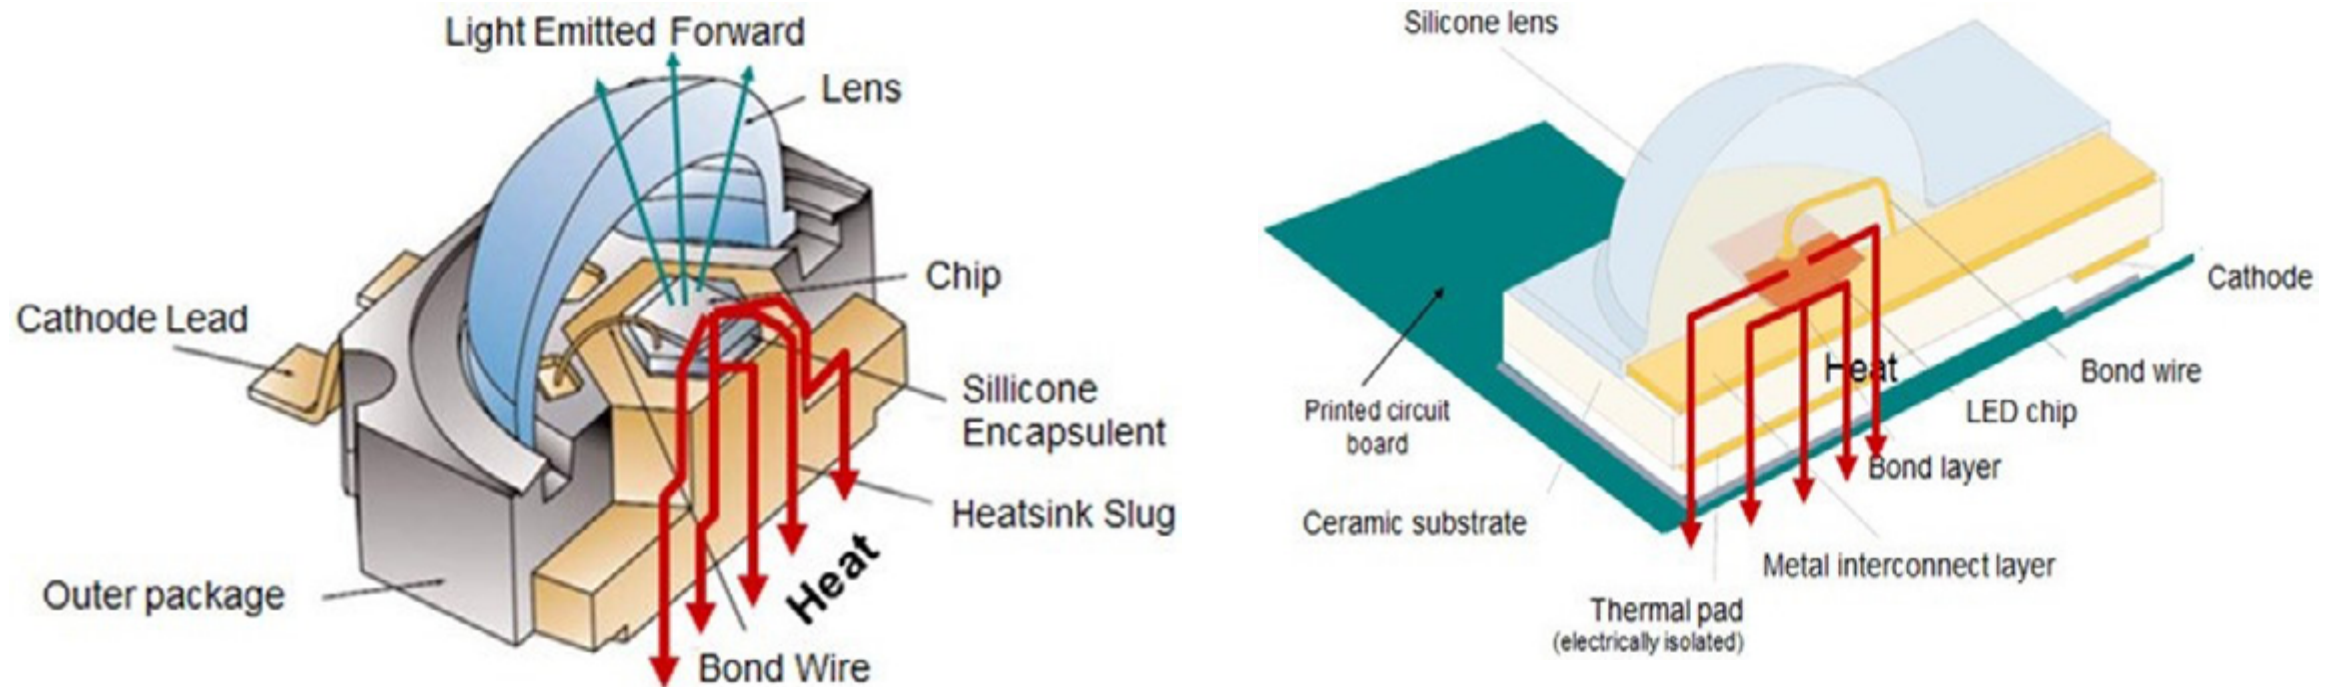 Light Emitted Forward
Lens
Chip
Cathode Lead
Sillicone
Encapsulent
Heatsink Slug
Heat
Outer package
Bond Wire
Silicone lens
Cathode
Bond wire
Heat
LED chip
Printed circuit
board
Bond layer
Ceramic substrate
Metal interconnect layer
Thermal pad
(electrically isolated)